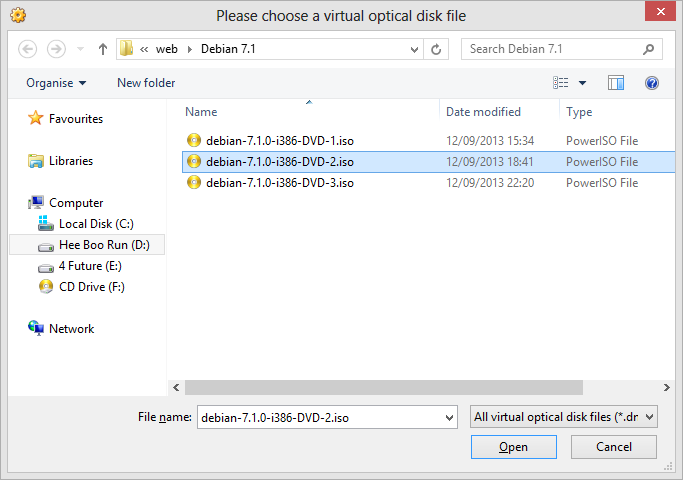 Please choose a virtual optical disk file
« web Debian 7.1
Search Debian 7.1
Organise New folder
Name Date modified Type
Favourites
Libraries
Computer
Local Disk (C:)
Hee Boo Run (D:)
4 Future (E:)
CD Drive (F:)
Network
debian-7.1.0-i386-DVD-1.iso 12/09/2013 15:34 PowerISO File
debian-7.1.0-i386-DVD-2.iso 12/09/2013 18:41 PowerISO File
debian-7.1.0-i386-DVD-3.iso 12/09/2013 22:20 PowerISO File
File name: debian-7.1.0-i386-DVD-2.iso
All virtual optical disk files (*.dr
Open Cancel